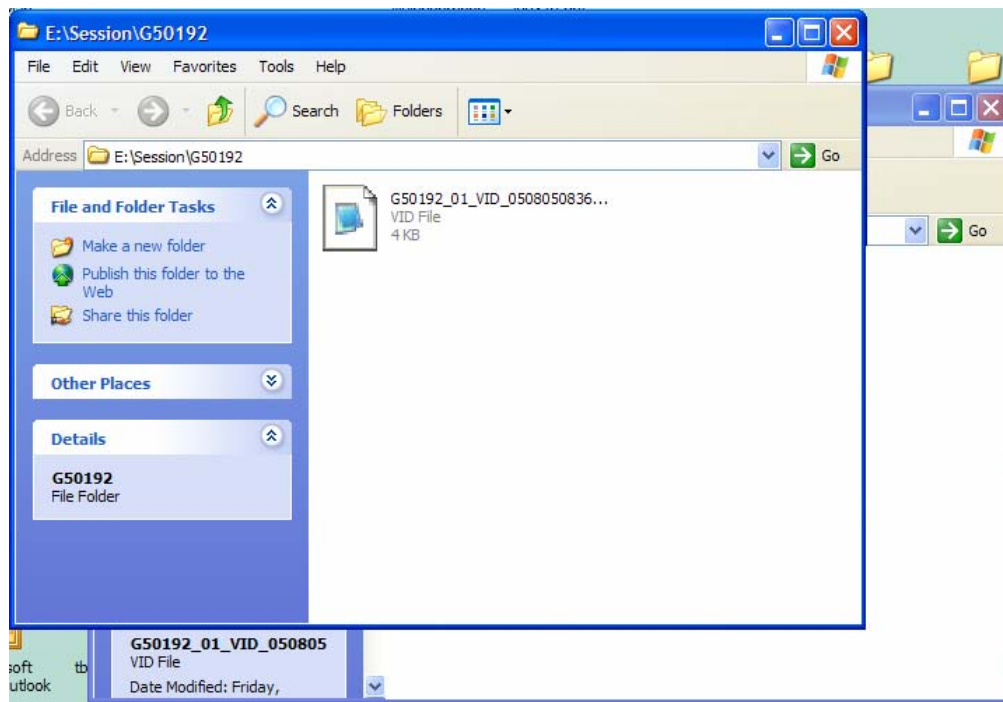 E:\Session\G50192
File Edit View Favorites Tools Help
Back Search Folders
Address E:\Session\G50192 Go
File and Folder Tasks
Make a new folder
Publish this folder to the
Web
Share this folder
Other Places
Details
G50192
File Folder
G50192_01_VID_0508050836...
VID File
4 KB
Go
G50192_01_VID_050805
VID File
Date Modified: Friday,
soft tb
utlook